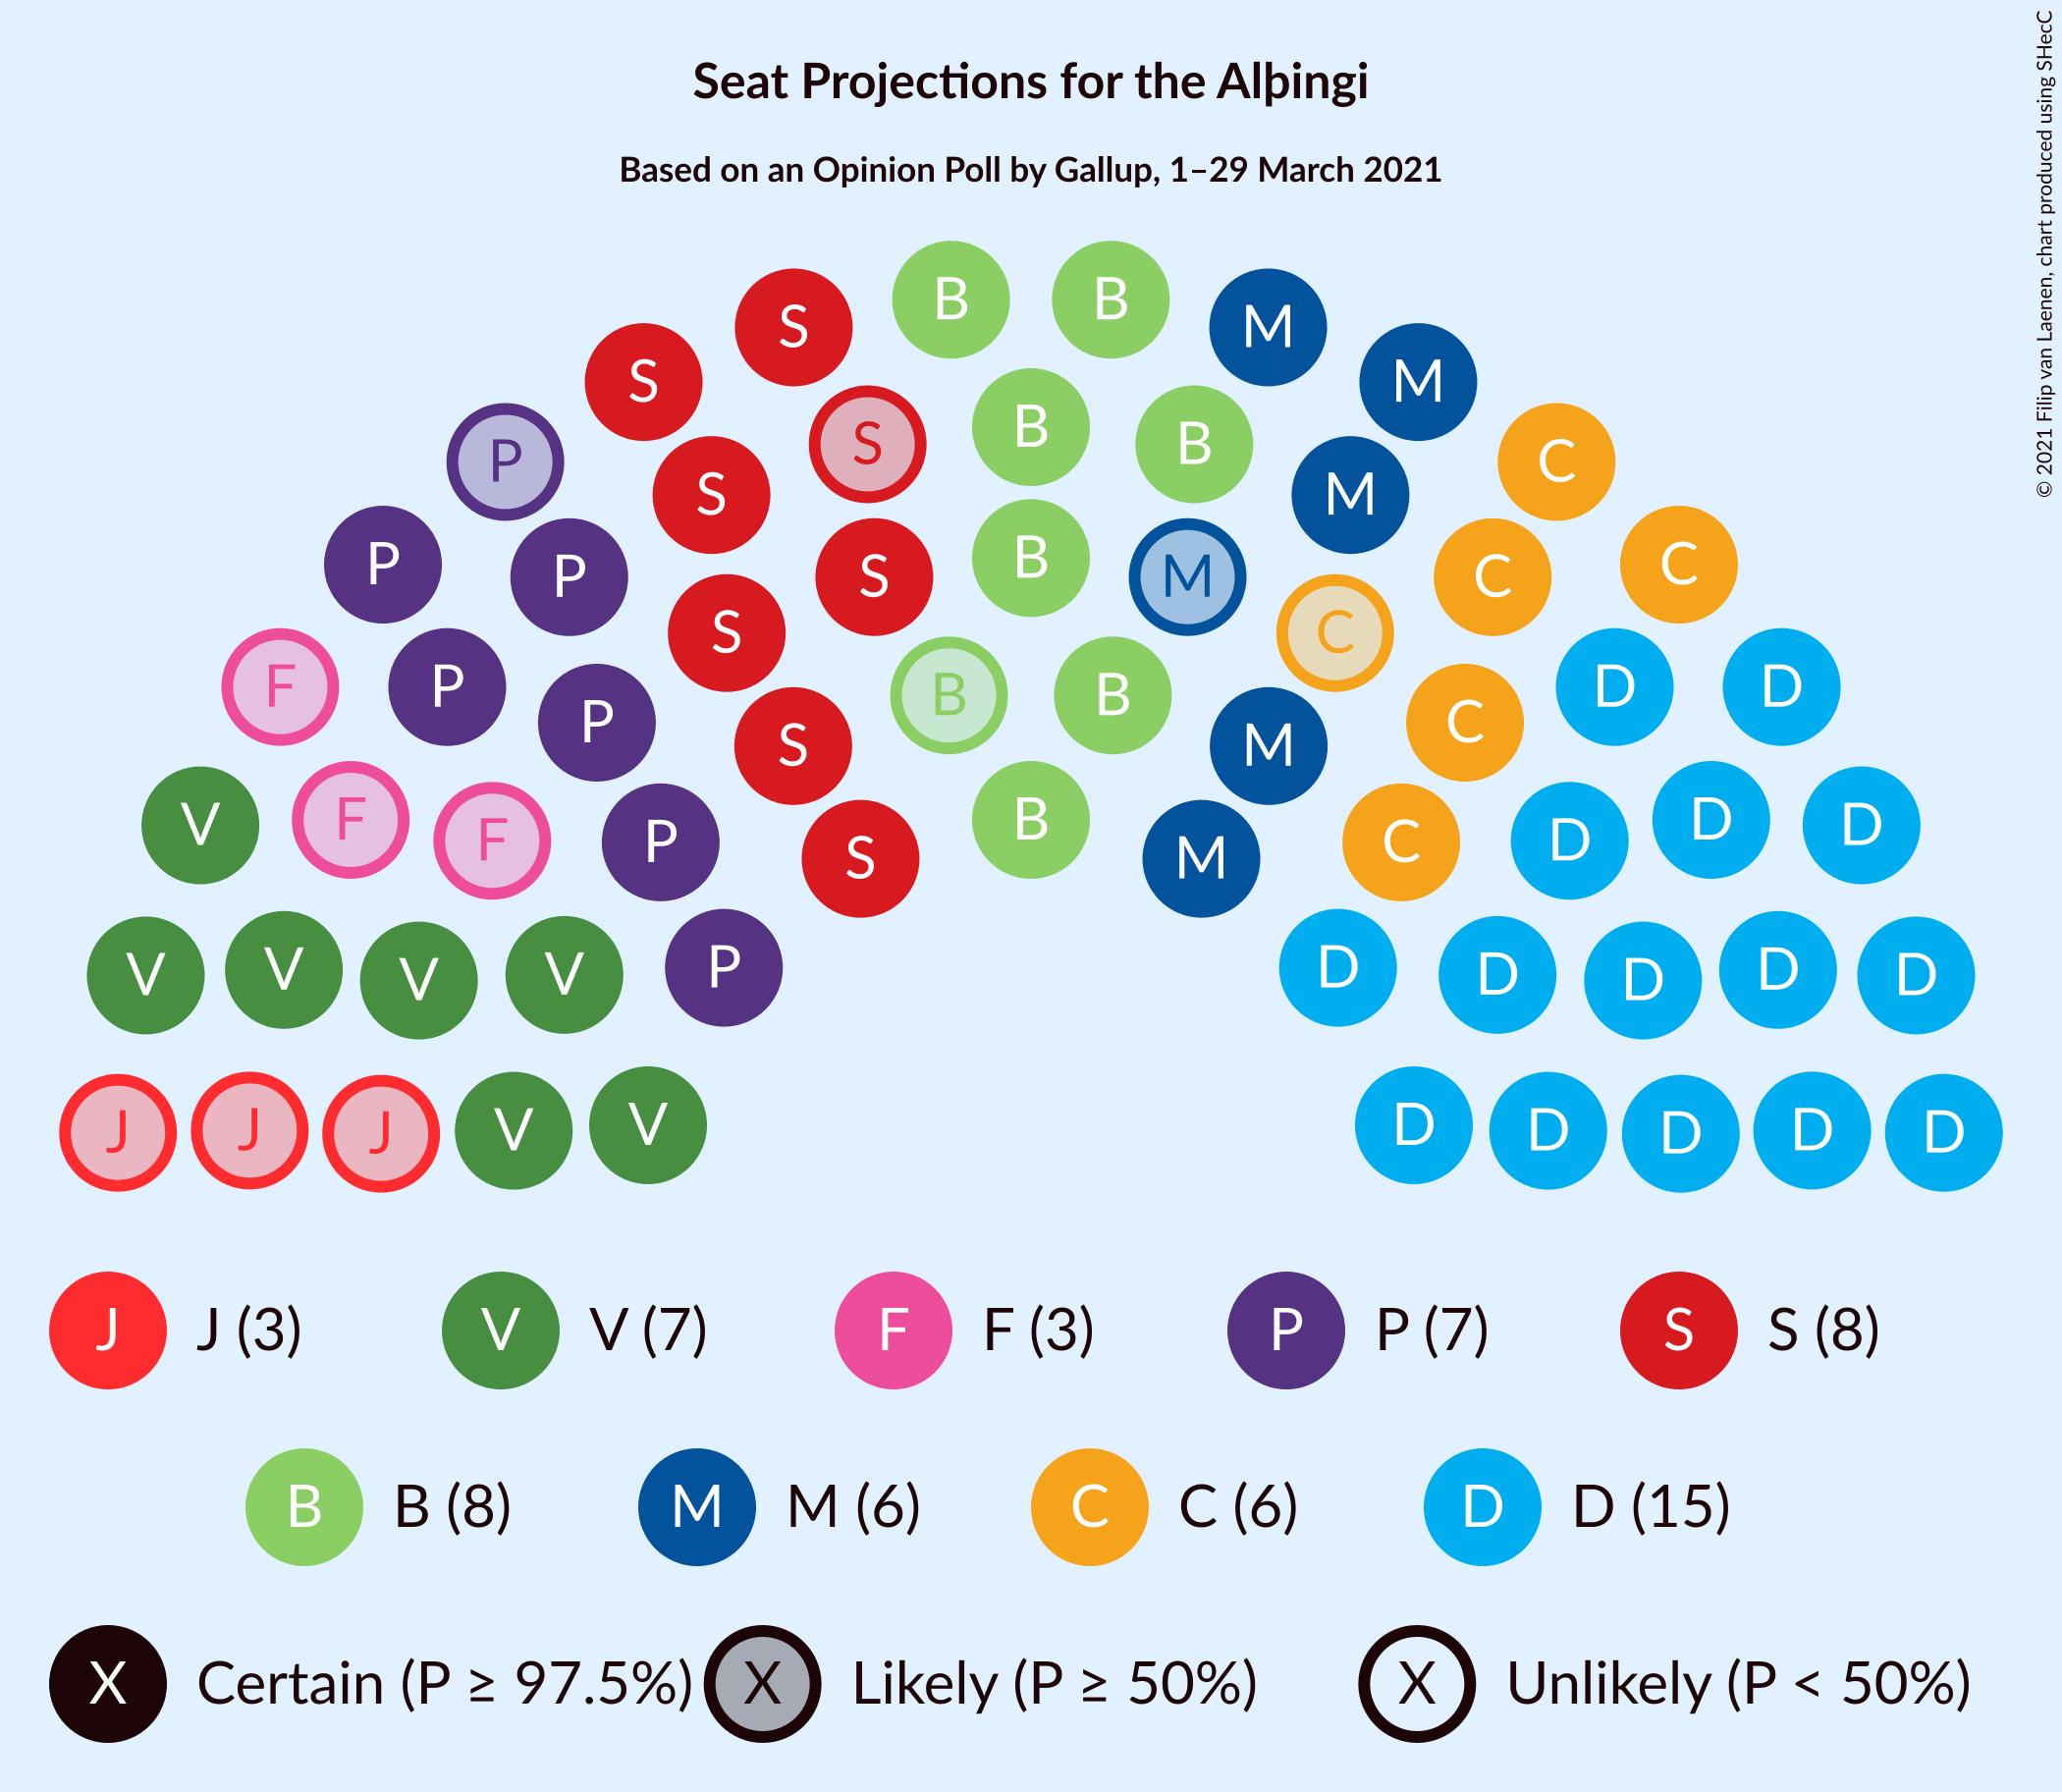 Seat Projections for the Alþingi
Based on an Opinion Poll by Gallup, 1–29 March 2021
© 2021 Filip van Laenen, chart produced using SHecC
B B
S M
S M
B
S B
P C
S M
B
P P S M C C
S C
F P B B D D
P C
S M
V F F P B C D D D
S M
V V V V P D D D D D
J J J V V D D D D D
J J (3) V V (7) F F (3) P P (7) S S (8)
B B (8) M M (6) C C (6) D D (15)
X Certain (P ≥ 97.5%) X Likely (P ≥ 50%) X Unlikely (P < 50%)